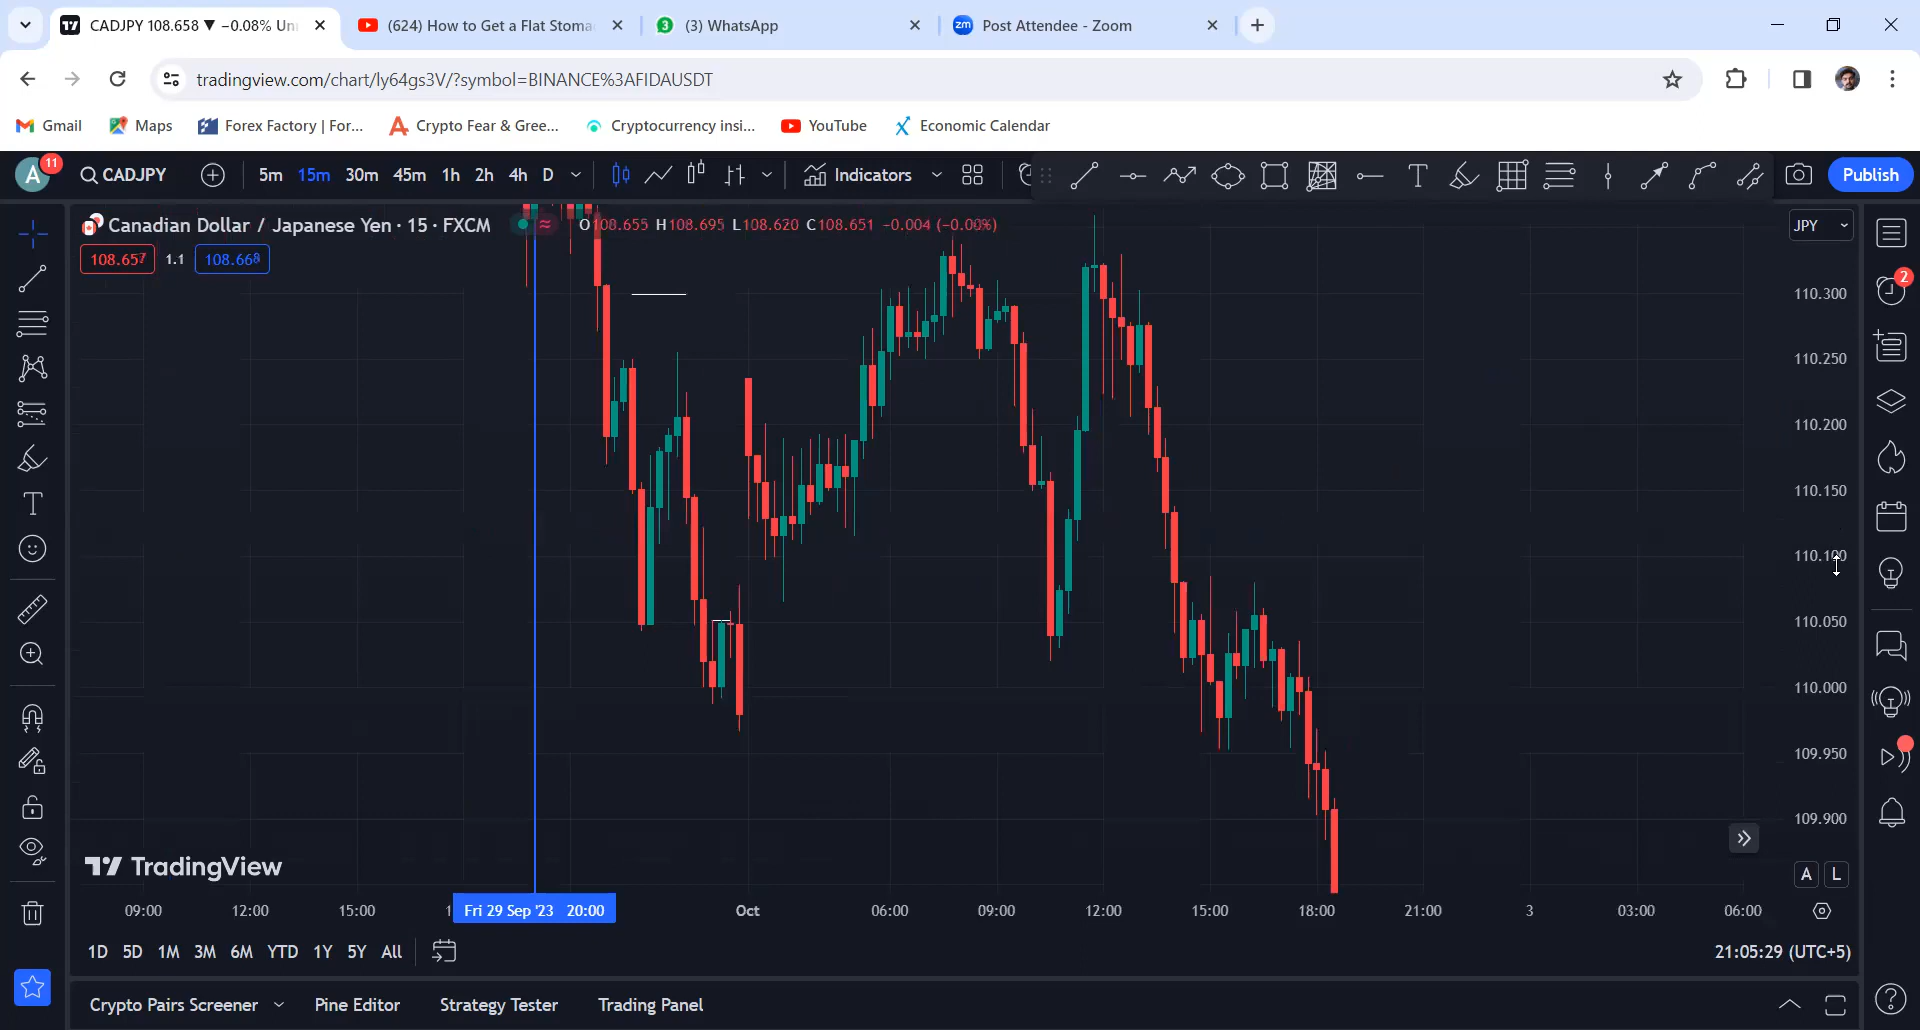 CADJPY 108.658 ▼ −0.08% Un
(624) How to Get a Flat Stoma
3 (3) WhatsApp
zm Post Attendee - Zoom
tradingview.com/chart/ly64gs3V/?symbol=BINANCE%3AFIDAUSDT
Gmail
Maps
Forex Factory | For...
Crypto Fear & Gree...
Cryptocurrency insi...
YouTube
Economic Calendar
A 11
CADJPY
5m 15m 30m 45m 1h 2h 4h D
Indicators
Publish
Canadian Dollar / Japanese Yen · 15 · FXCM
O108.655 H108.695 L108.620 C108.651 −0.004 (−0.00%)
JPY
108.657 1.1 108.668
2
110.300
110.250
110.200
110.150
110.100
110.050
110.000
109.950
109.900
TradingView
A L
09:00 12:00 15:00 1 Fri 29 Sep '23 20:00 Oct 06:00 09:00 12:00 15:00 18:00 21:00 3 03:00 06:00
1D 5D 1M 3M 6M YTD 1Y 5Y All
21:05:29 (UTC+5)
Crypto Pairs Screener
Pine Editor
Strategy Tester
Trading Panel